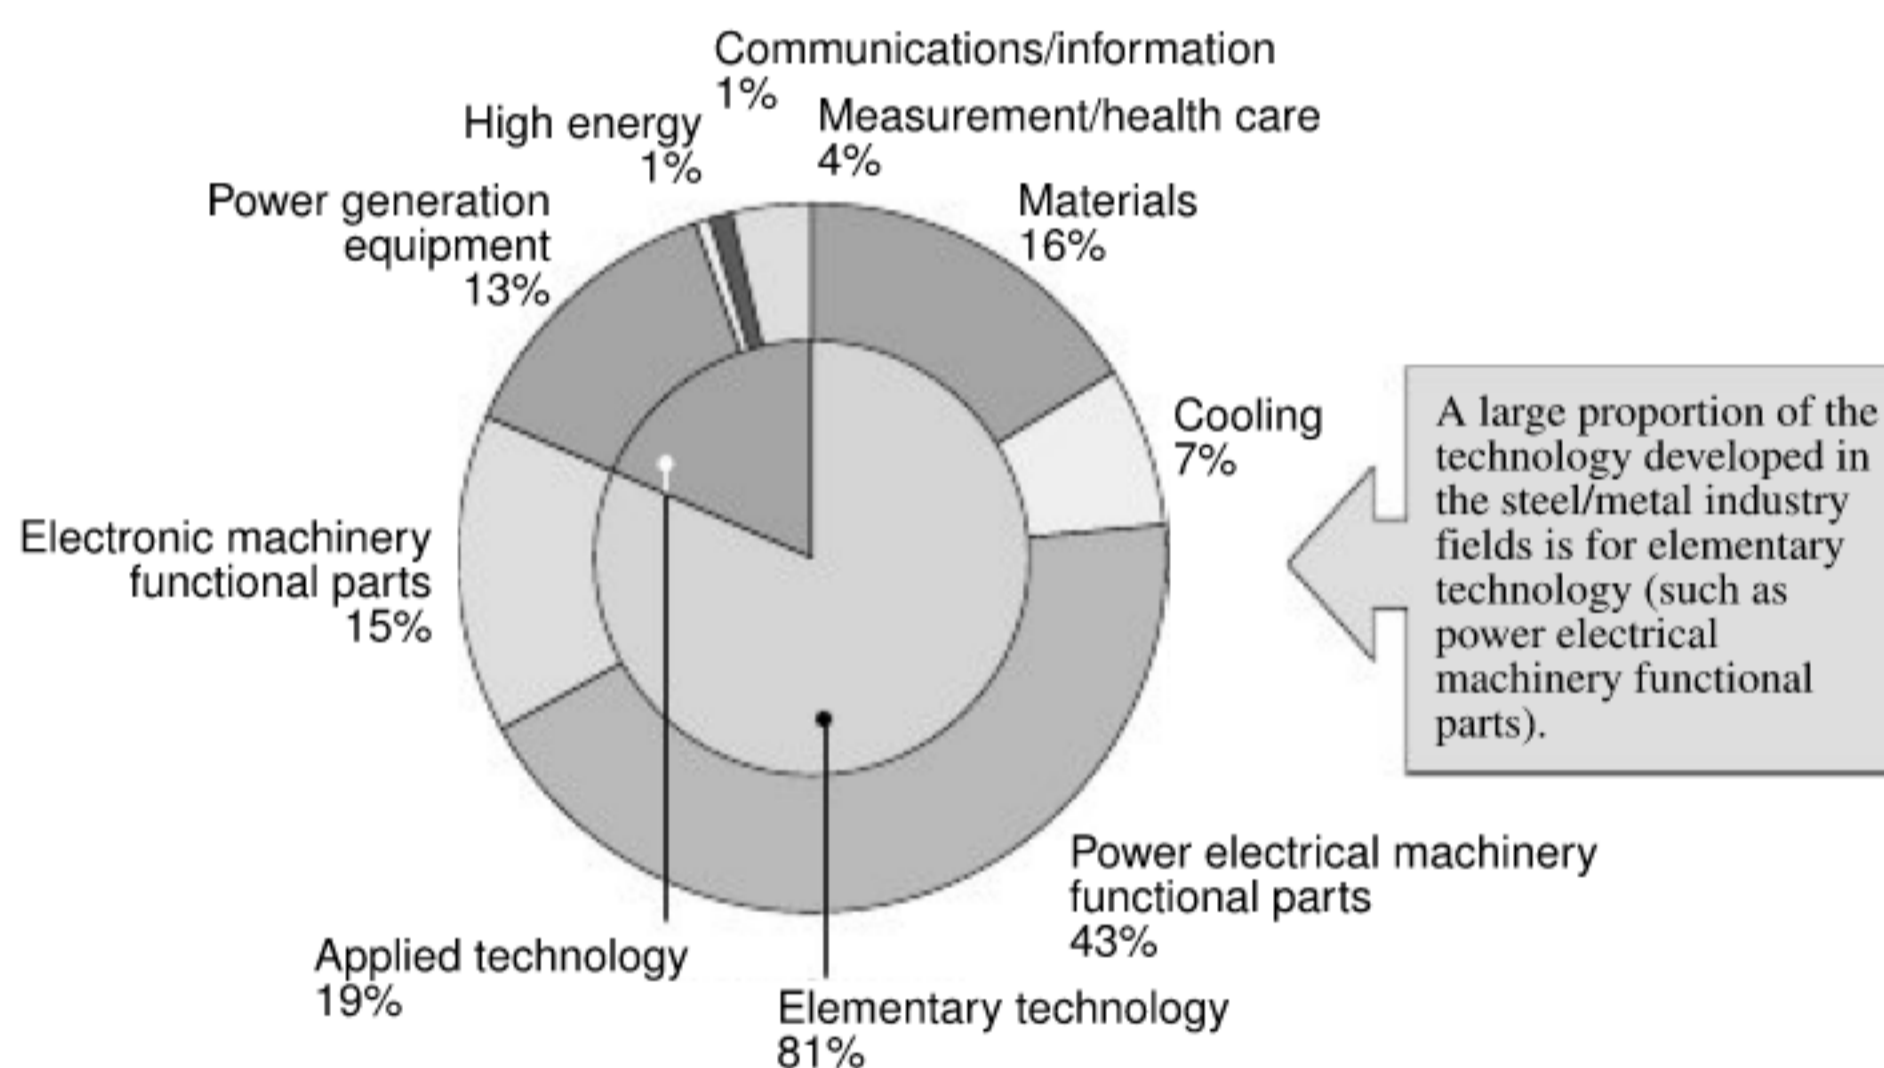 Communications/information
1%
High energy
1%
Measurement/health care
4%
Power generation
equipment
13%
Materials
16%
Cooling
7%
A large proportion of the
technology developed in
the steel/metal industry
fields is for elementary
technology (such as
power electrical
machinery functional
parts).
Electronic machinery
functional parts
15%
Power electrical machinery
functional parts
43%
Applied technology
19%
Elementary technology
81%